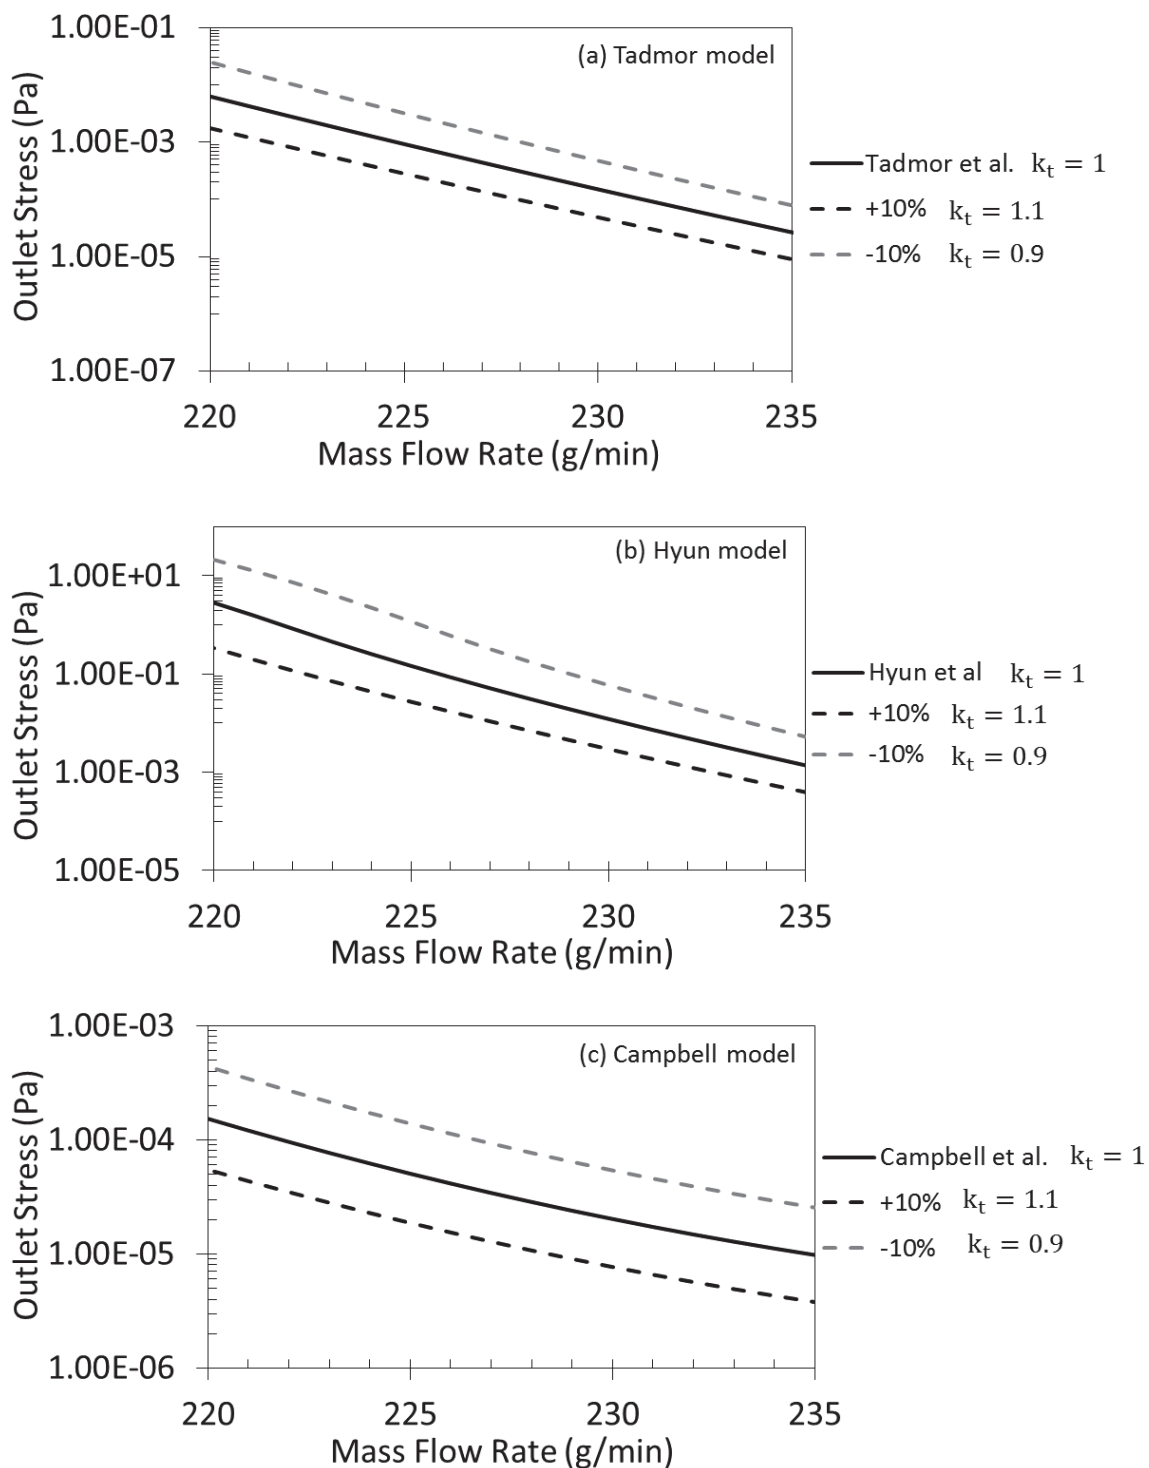 1.00E-01
1.00E-03
1.00E-05
1.00E-07
Outlet Stress (Pa)
(a) Tadmor model
220 225 230 235
Mass Flow Rate (g/min)
Tadmor et al. kₜ = 1
+10% kₜ = 1.1
-10% kₜ = 0.9
1.00E+01
1.00E-01
1.00E-03
1.00E-05
Outlet Stress (Pa)
(b) Hyun model
220 225 230 235
Mass Flow Rate (g/min)
Hyun et al kₜ = 1
+10% kₜ = 1.1
-10% kₜ = 0.9
1.00E-03
1.00E-04
1.00E-05
1.00E-06
Outlet Stress (Pa)
(c) Campbell model
220 225 230 235
Mass Flow Rate (g/min)
Campbell et al. kₜ = 1
+10% kₜ = 1.1
-10% kₜ = 0.9